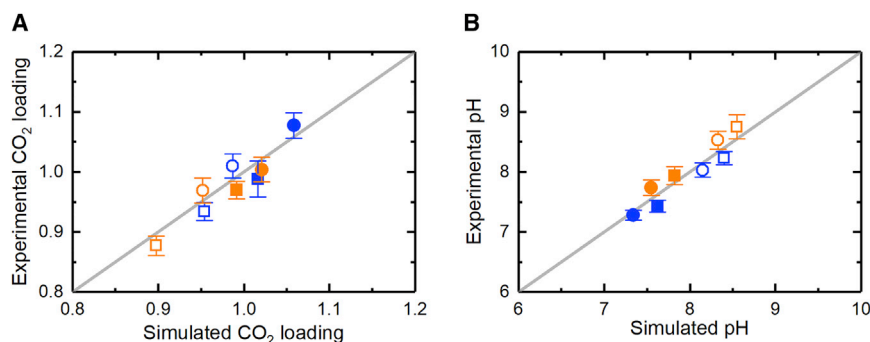 A
Experimental CO2 loading
1.2
1.1
1.0
0.9
0.8
0.8 0.9 1.0 1.1 1.2
Simulated CO2 loading
B
Experimental pH
10
9
8
7
6
6 7 8 9 10
Simulated pH